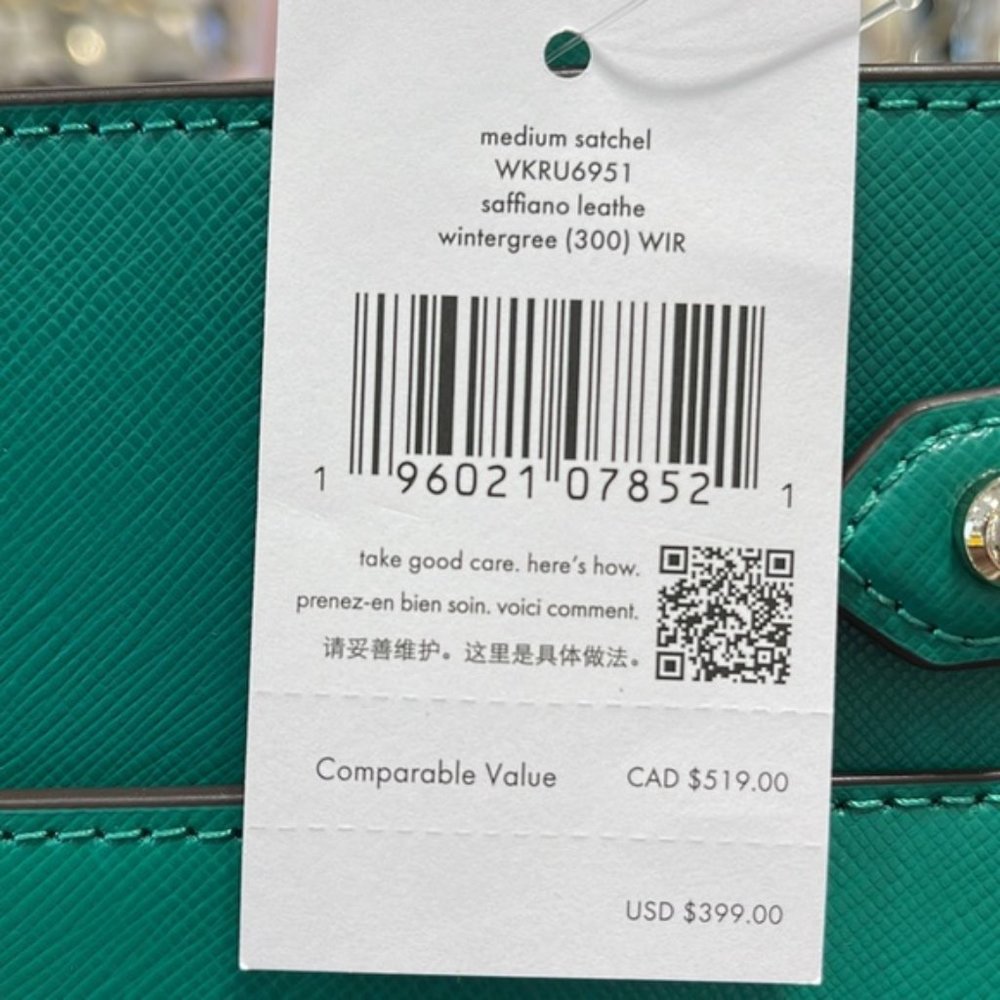 medium satchel
WKRU6951
saffiano leathe
wintergree (300) WIR
1 96021 07852 1
take good care. here's how.
prenez-en bien soin. voici comment.
请妥善维护。这里是具体做法。
Comparable Value CAD $519.00
USD $399.00